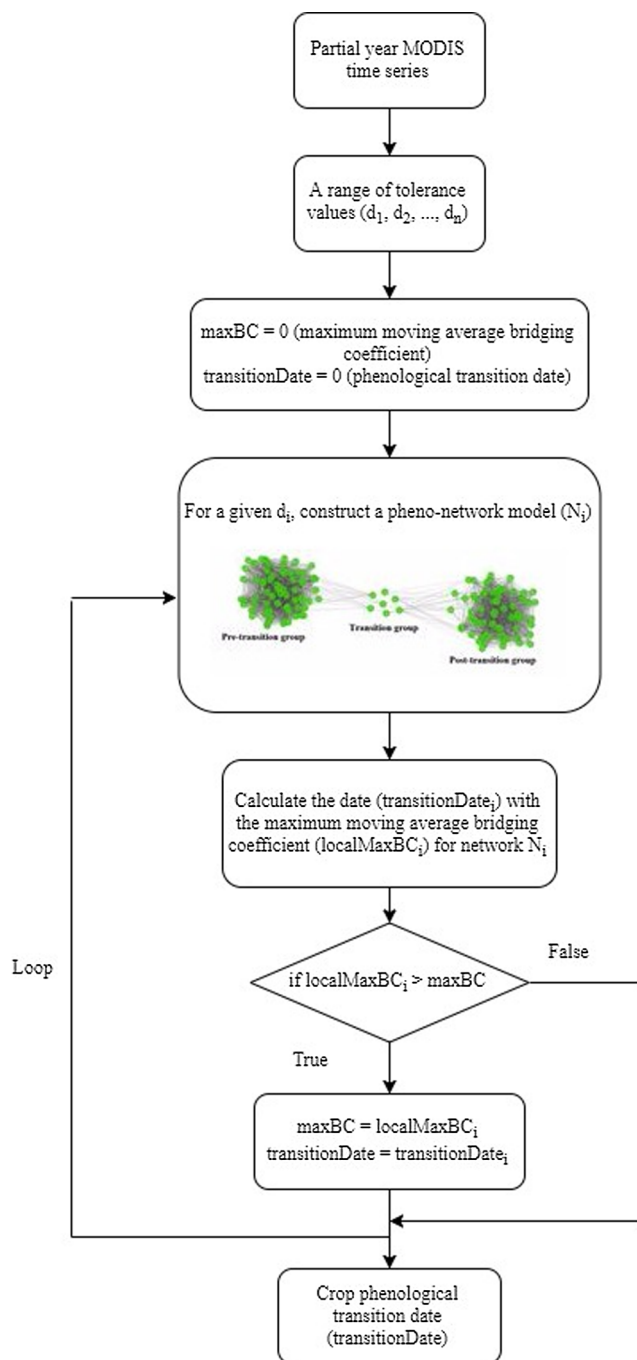 Partial year MODIS
time series
A range of tolerance
values (d₁, d₂, ..., dₙ)
maxBC = 0 (maximum moving average bridging
coefficient)
transitionDate = 0 (phenological transition date)
For a given dᵢ, construct a pheno-network model (Nᵢ)
Pre-transition group
Transition group
Post-transition group
Calculate the date (transitionDateᵢ) with
the maximum moving average bridging
coefficient (localMaxBCᵢ) for network Nᵢ
False
Loop
if localMaxBCᵢ > maxBC
True
maxBC = localMaxBCᵢ
transitionDate = transitionDateᵢ
Crop phenological
transition date
(transitionDate)